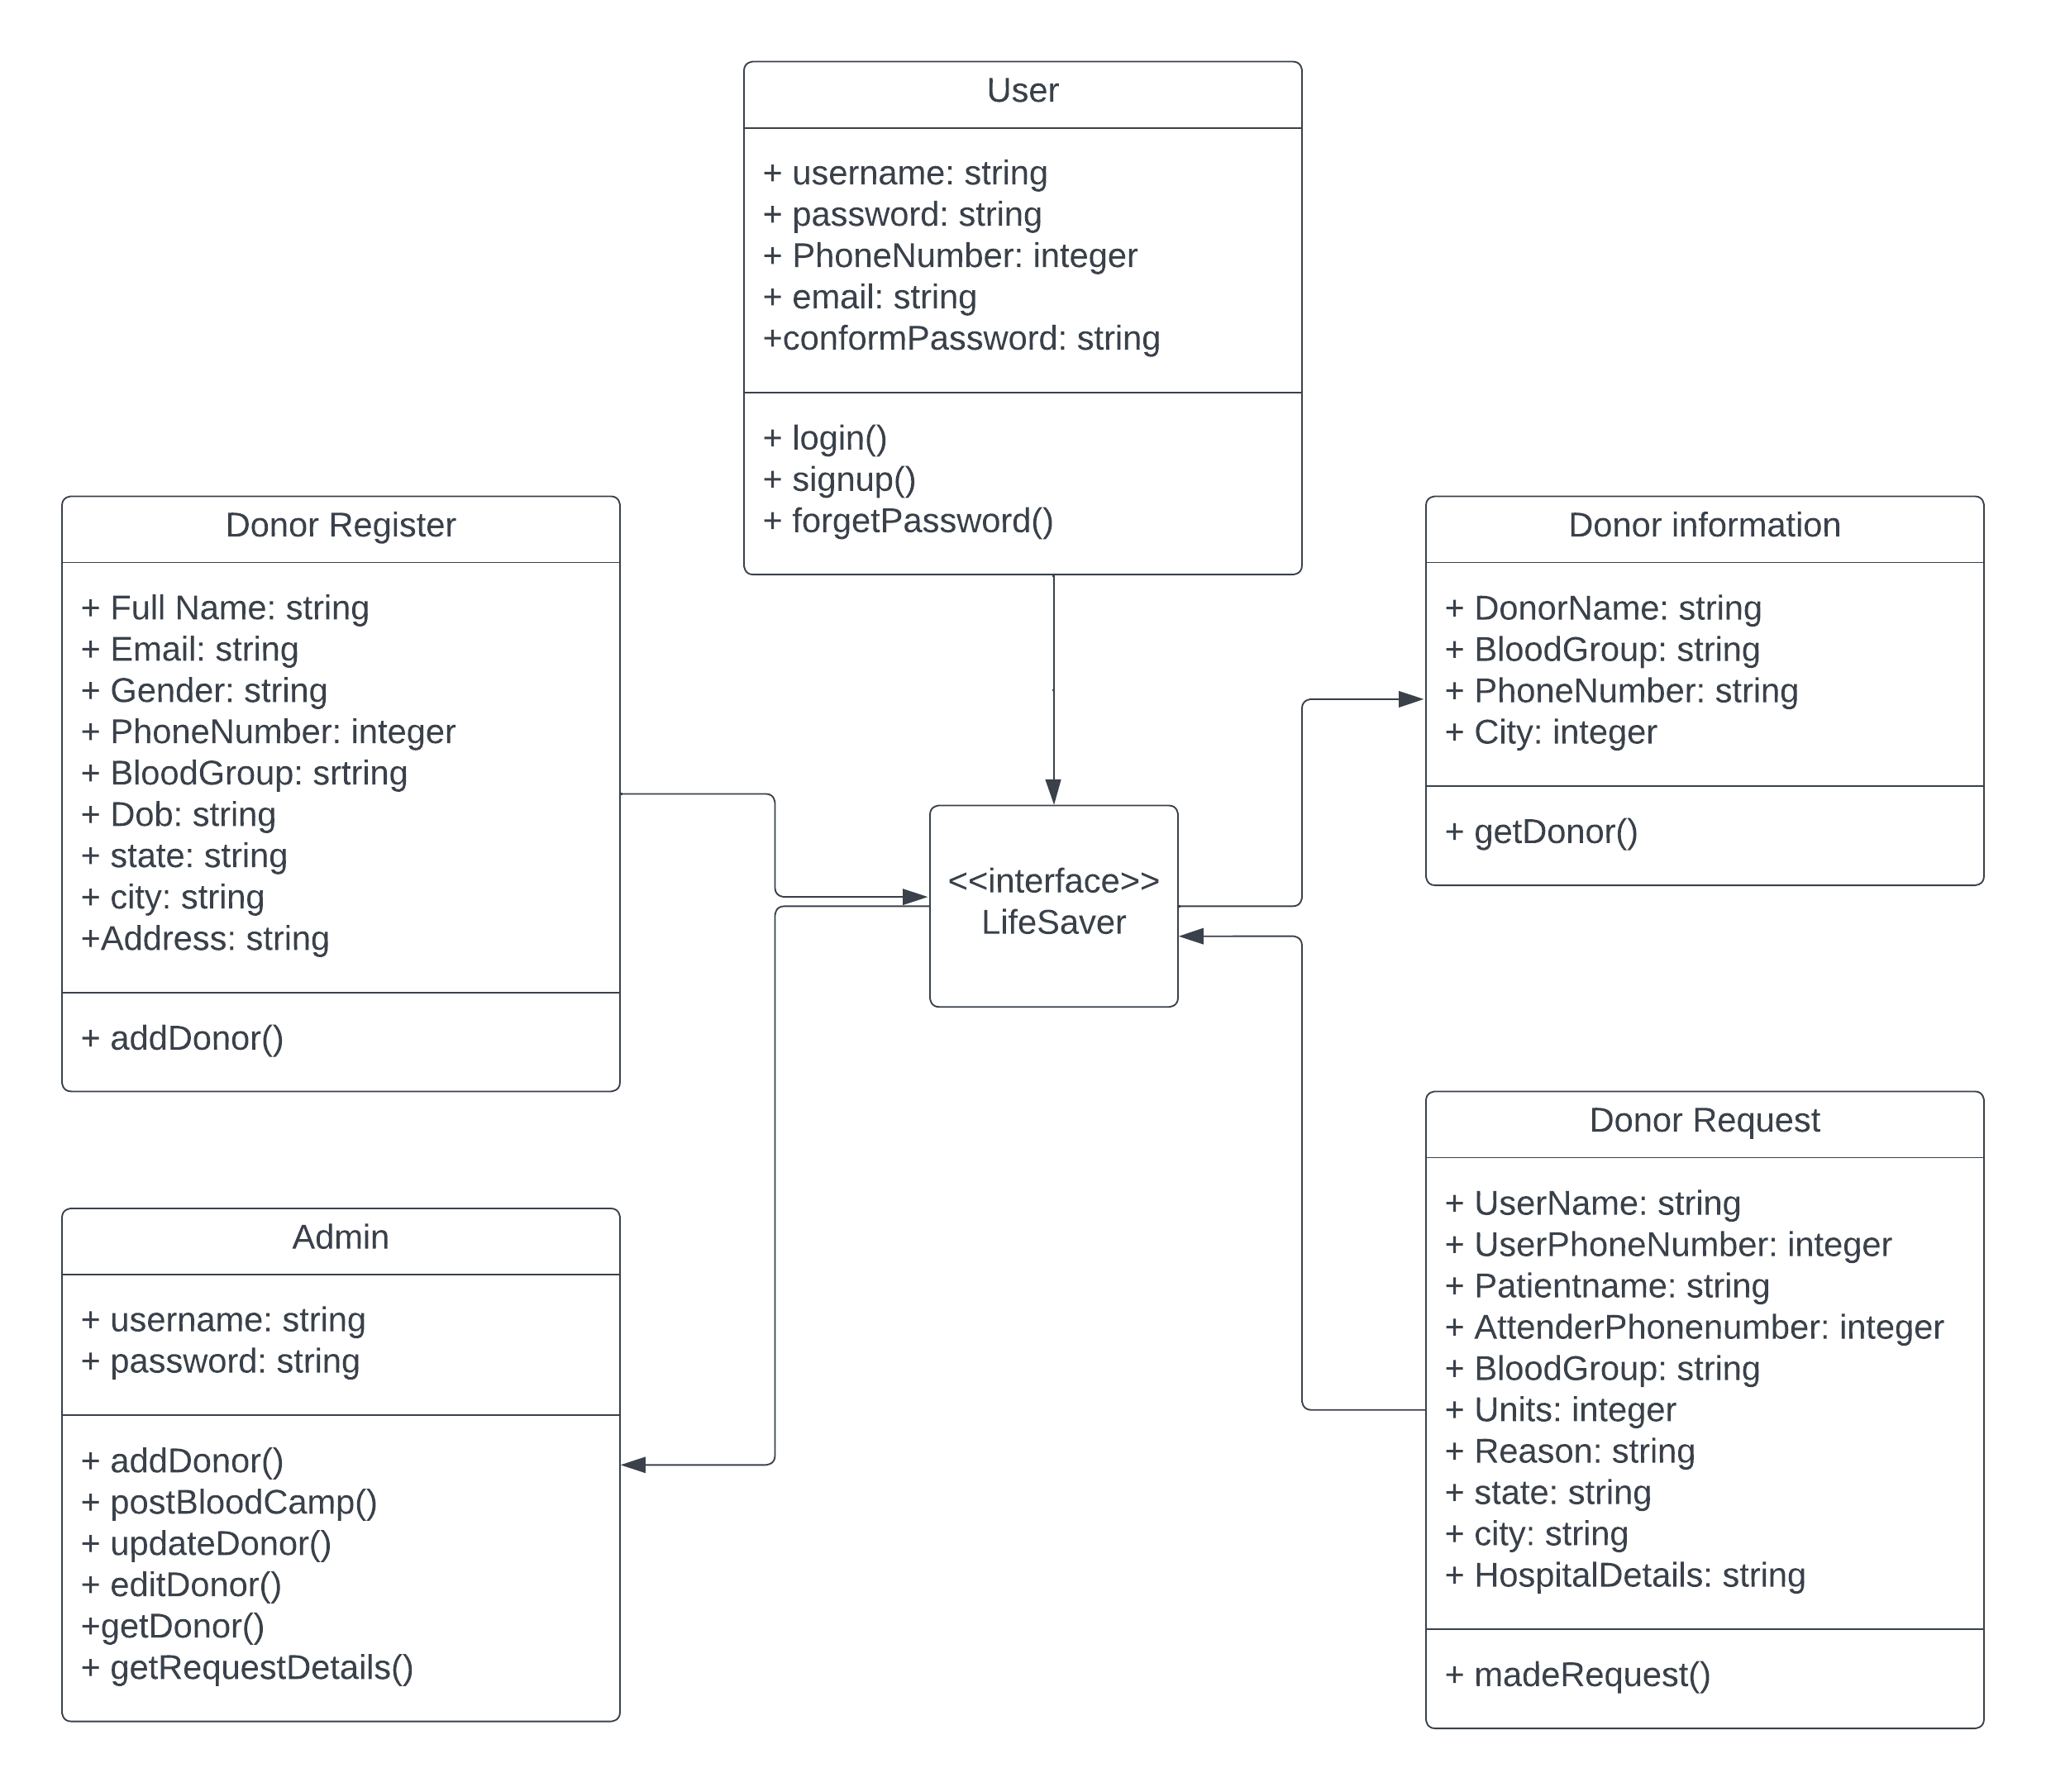 User
+ username: string
+ password: string
+ PhoneNumber: integer
+ email: string
+conformPassword: string
+ login()
+ signup()
+ forgetPassword()
Donor Register
+ Full Name: string
+ Email: string
+ Gender: string
+ PhoneNumber: integer
+ BloodGroup: srtring
+ Dob: string
+ state: string
+ city: string
+Address: string
+ addDonor()
Donor information
+ DonorName: string
+ BloodGroup: string
+ PhoneNumber: string
+ City: integer
+ getDonor()
<<interface>>
LifeSaver
Admin
+ username: string
+ password: string
+ addDonor()
+ postBloodCamp()
+ updateDonor()
+ editDonor()
+getDonor()
+ getRequestDetails()
Donor Request
+ UserName: string
+ UserPhoneNumber: integer
+ Patientname: string
+ AttenderPhonenumber: integer
+ BloodGroup: string
+ Units: integer
+ Reason: string
+ state: string
+ city: string
+ HospitalDetails: string
+ madeRequest()